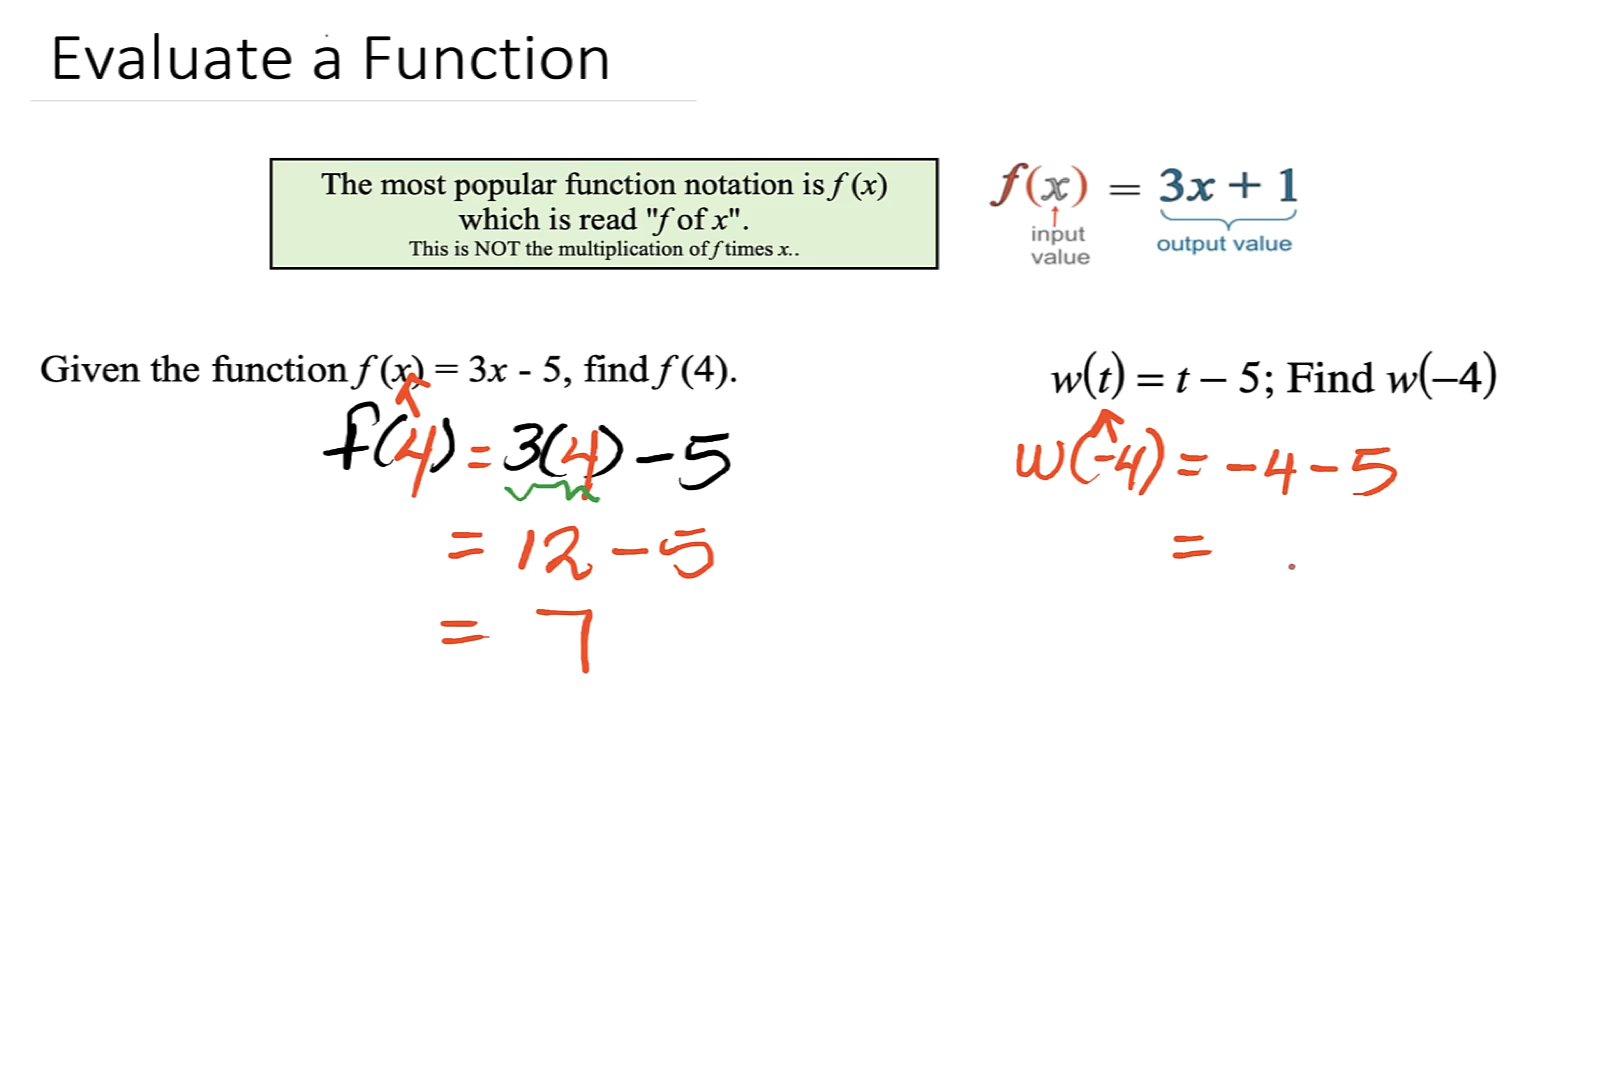 Evaluate a Function
The most popular function notation is f (x)
which is read "f of x".
This is NOT the multiplication of f times x..
f(x) = 3x + 1
input
value
output value
Given the function f (x) = 3x - 5, find f (4).
f(4) = 3(4) - 5
= 12 - 5
= 7
w(t) = t – 5; Find w(–4)
w(-4) = -4 - 5
=